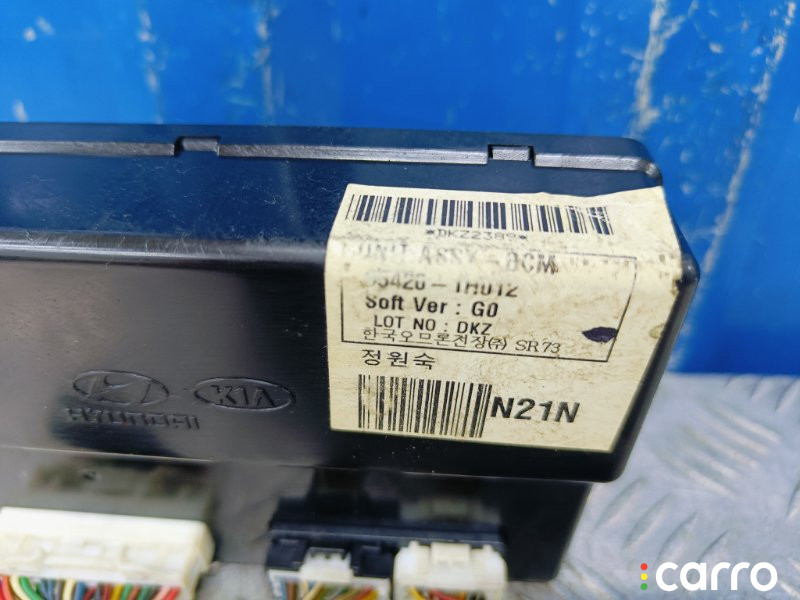 *DKZ2389*
UNIT ASSY-BCM
95420-1H012
Soft Ver : G0
LOT NO : DKZ
한국오므론전장㈜ SR73
정원숙
N21N
HYUNDAI
KIA
carro